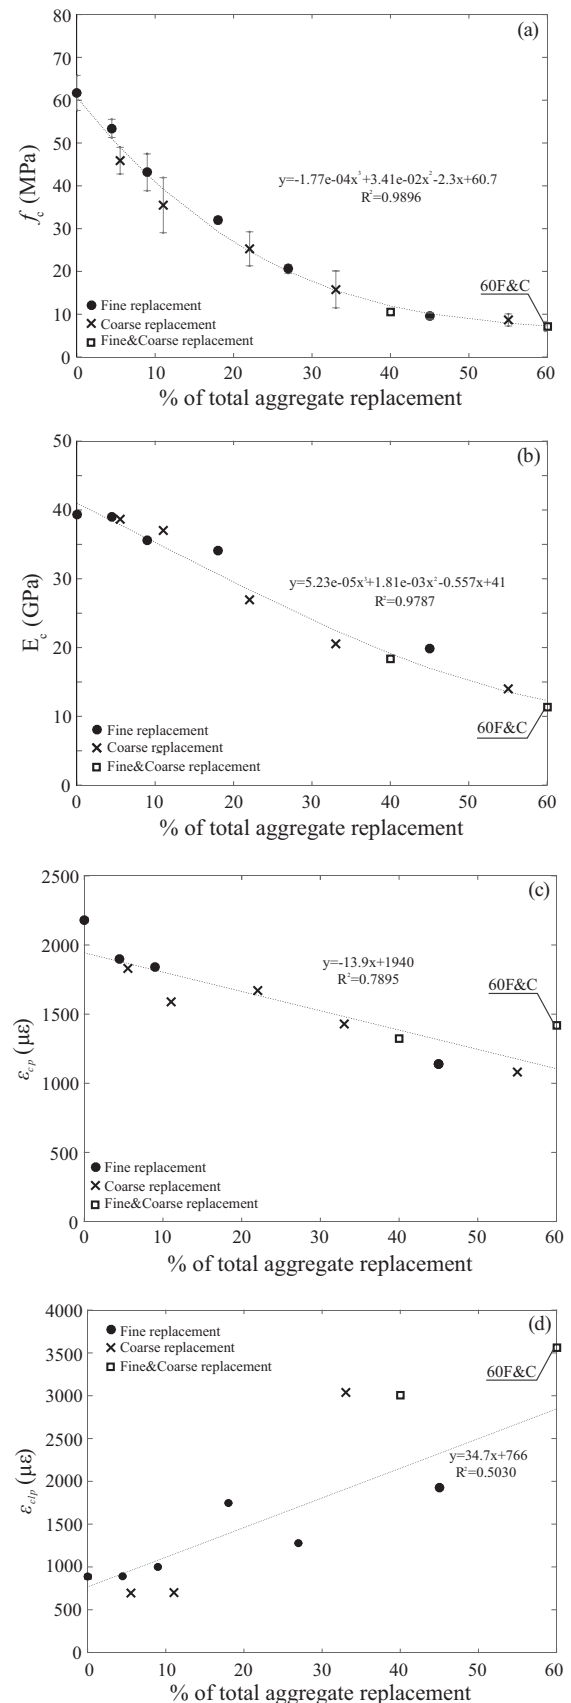 (a)
80
70
60
50
40
30
20
10
0
f_c (MPa)
y=-1.77e-04x³+3.41e-02x²-2.3x+60.7
R²=0.9896
60F&C
Fine replacement
Coarse replacement
Fine&Coarse replacement
0 10 20 30 40 50 60
% of total aggregate replacement
(b)
50
40
30
20
10
0
E_c (GPa)
y=5.23e-05x³+1.81e-03x²-0.557x+41
R²=0.9787
60F&C
Fine replacement
Coarse replacement
Fine&Coarse replacement
0 10 20 30 40 50 60
% of total aggregate replacement
(c)
2500
2000
1500
1000
500
0
ε_cp (με)
y=-13.9x+1940
R²=0.7895
60F&C
Fine replacement
Coarse replacement
Fine&Coarse replacement
0 10 20 30 40 50 60
% of total aggregate replacement
(d)
4000
3500
3000
2500
2000
1500
1000
500
0
ε_clp (με)
Fine replacement
Coarse replacement
Fine&Coarse replacement
60F&C
y=34.7x+766
R²=0.5030
0 10 20 30 40 50 60
% of total aggregate replacement